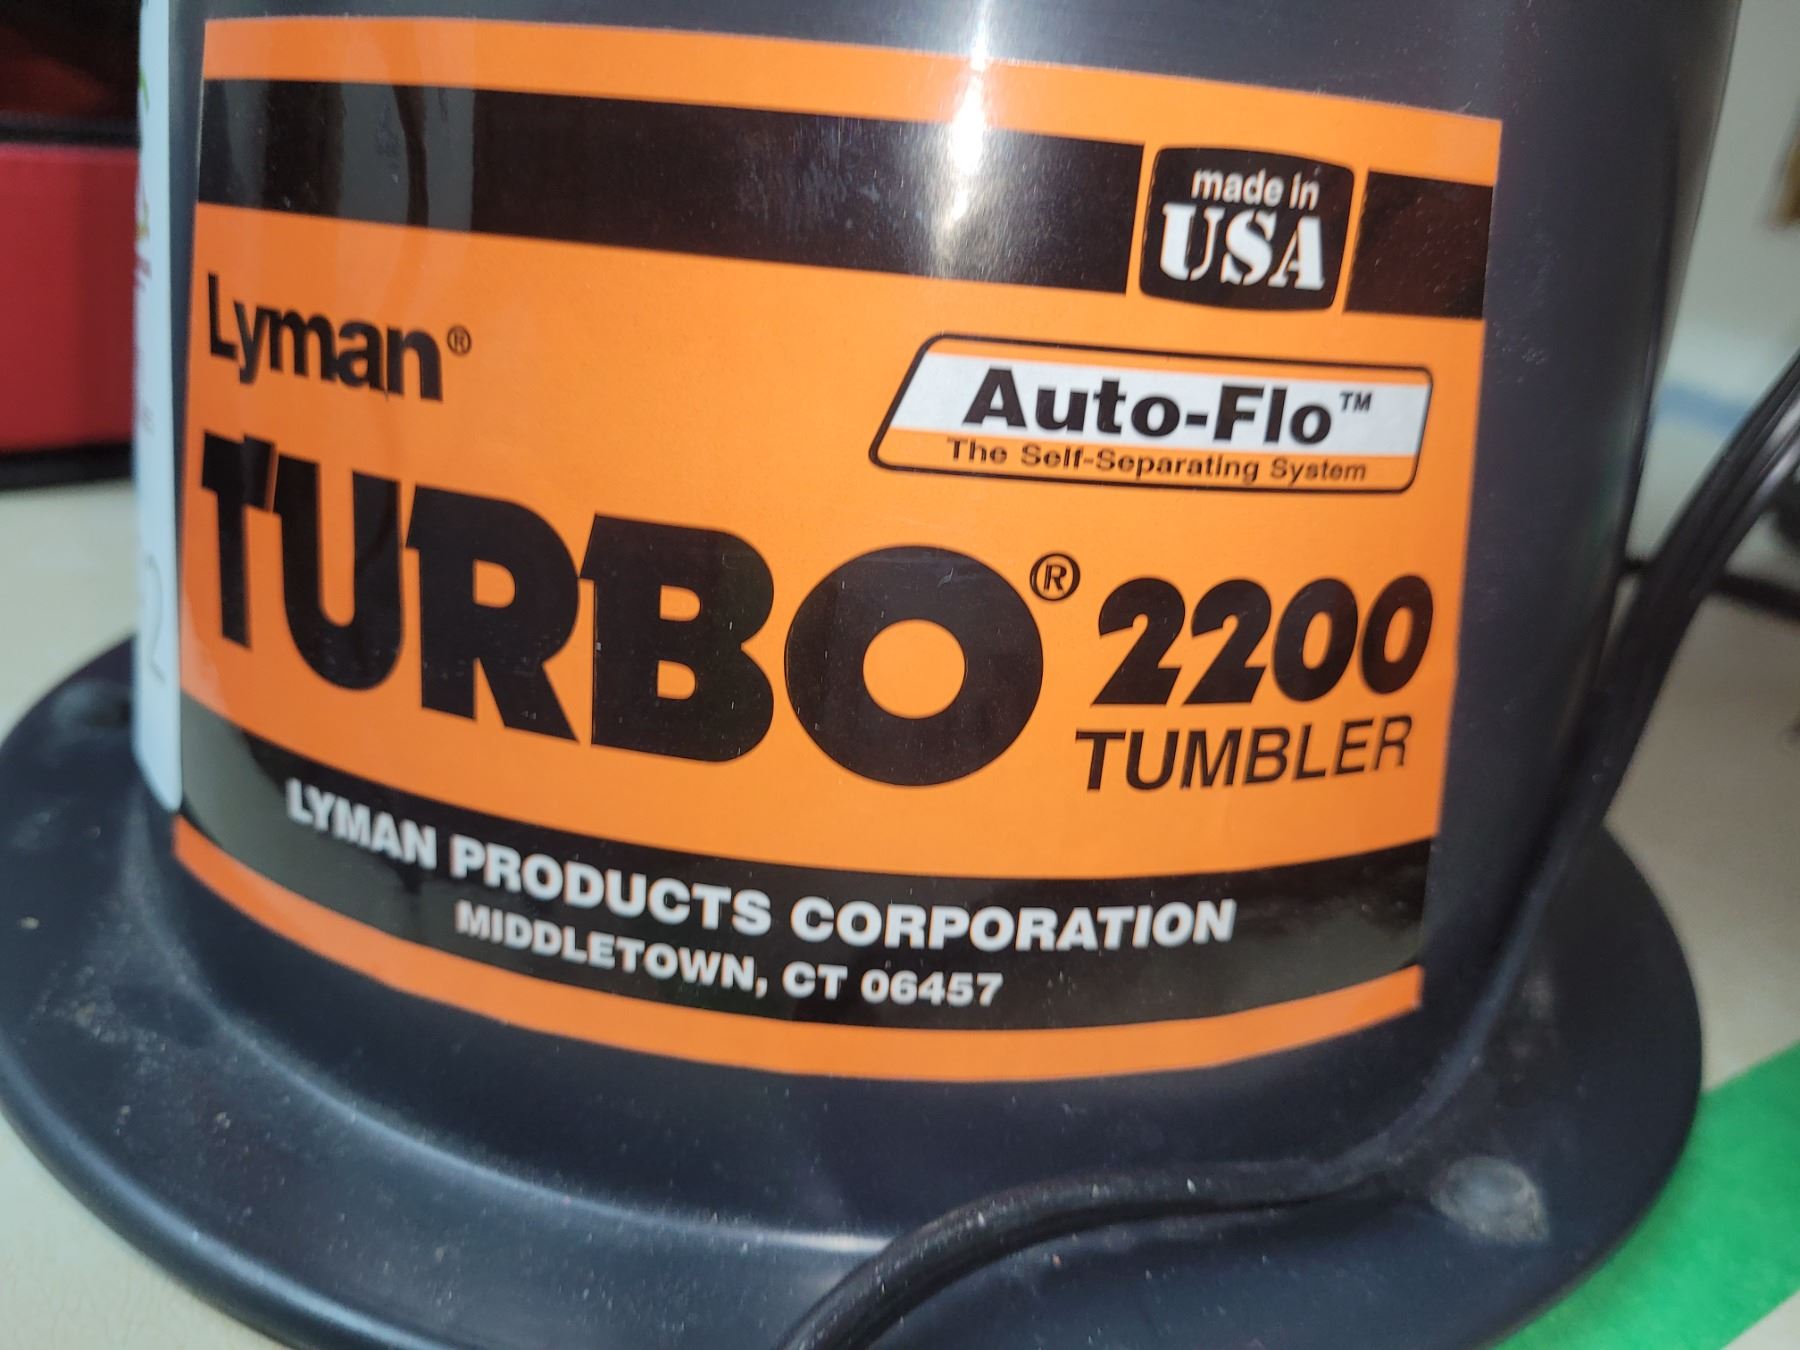 made in
USA
Lyman®
Auto-Flo™
The Self-Separating System
TURBO® 2200
TUMBLER
LYMAN PRODUCTS CORPORATION
MIDDLETOWN, CT 06457